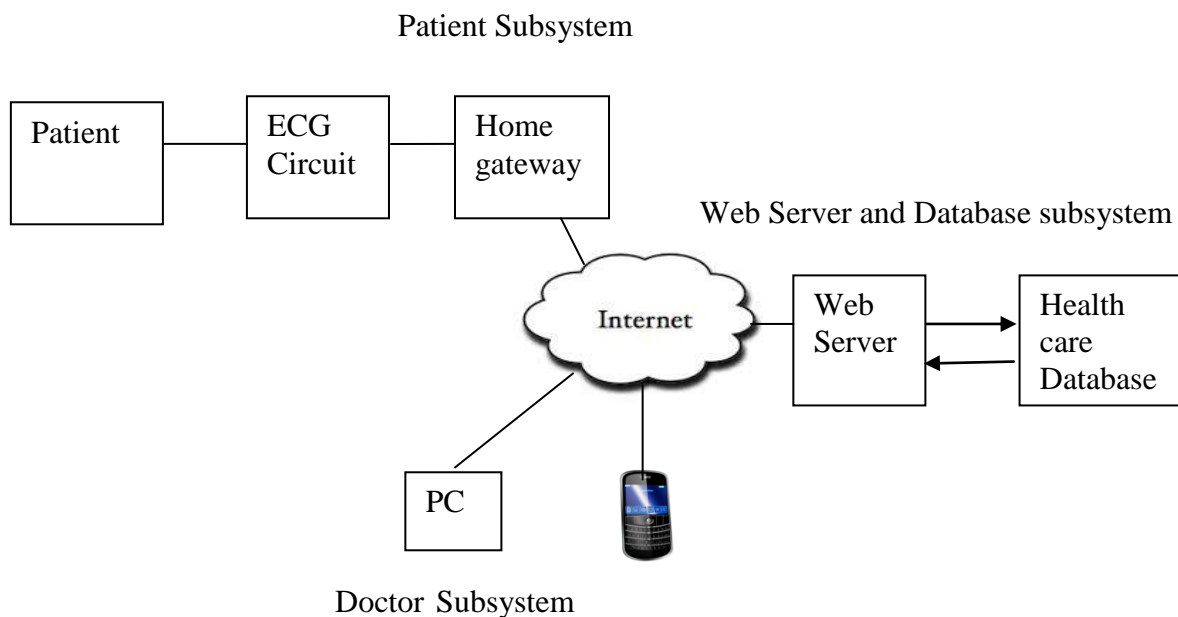 Patient Subsystem
Patient
ECG
Circuit
Home
gateway
Web Server and Database subsystem
Internet
Web
Server
Health
care
Database
PC
Doctor Subsystem